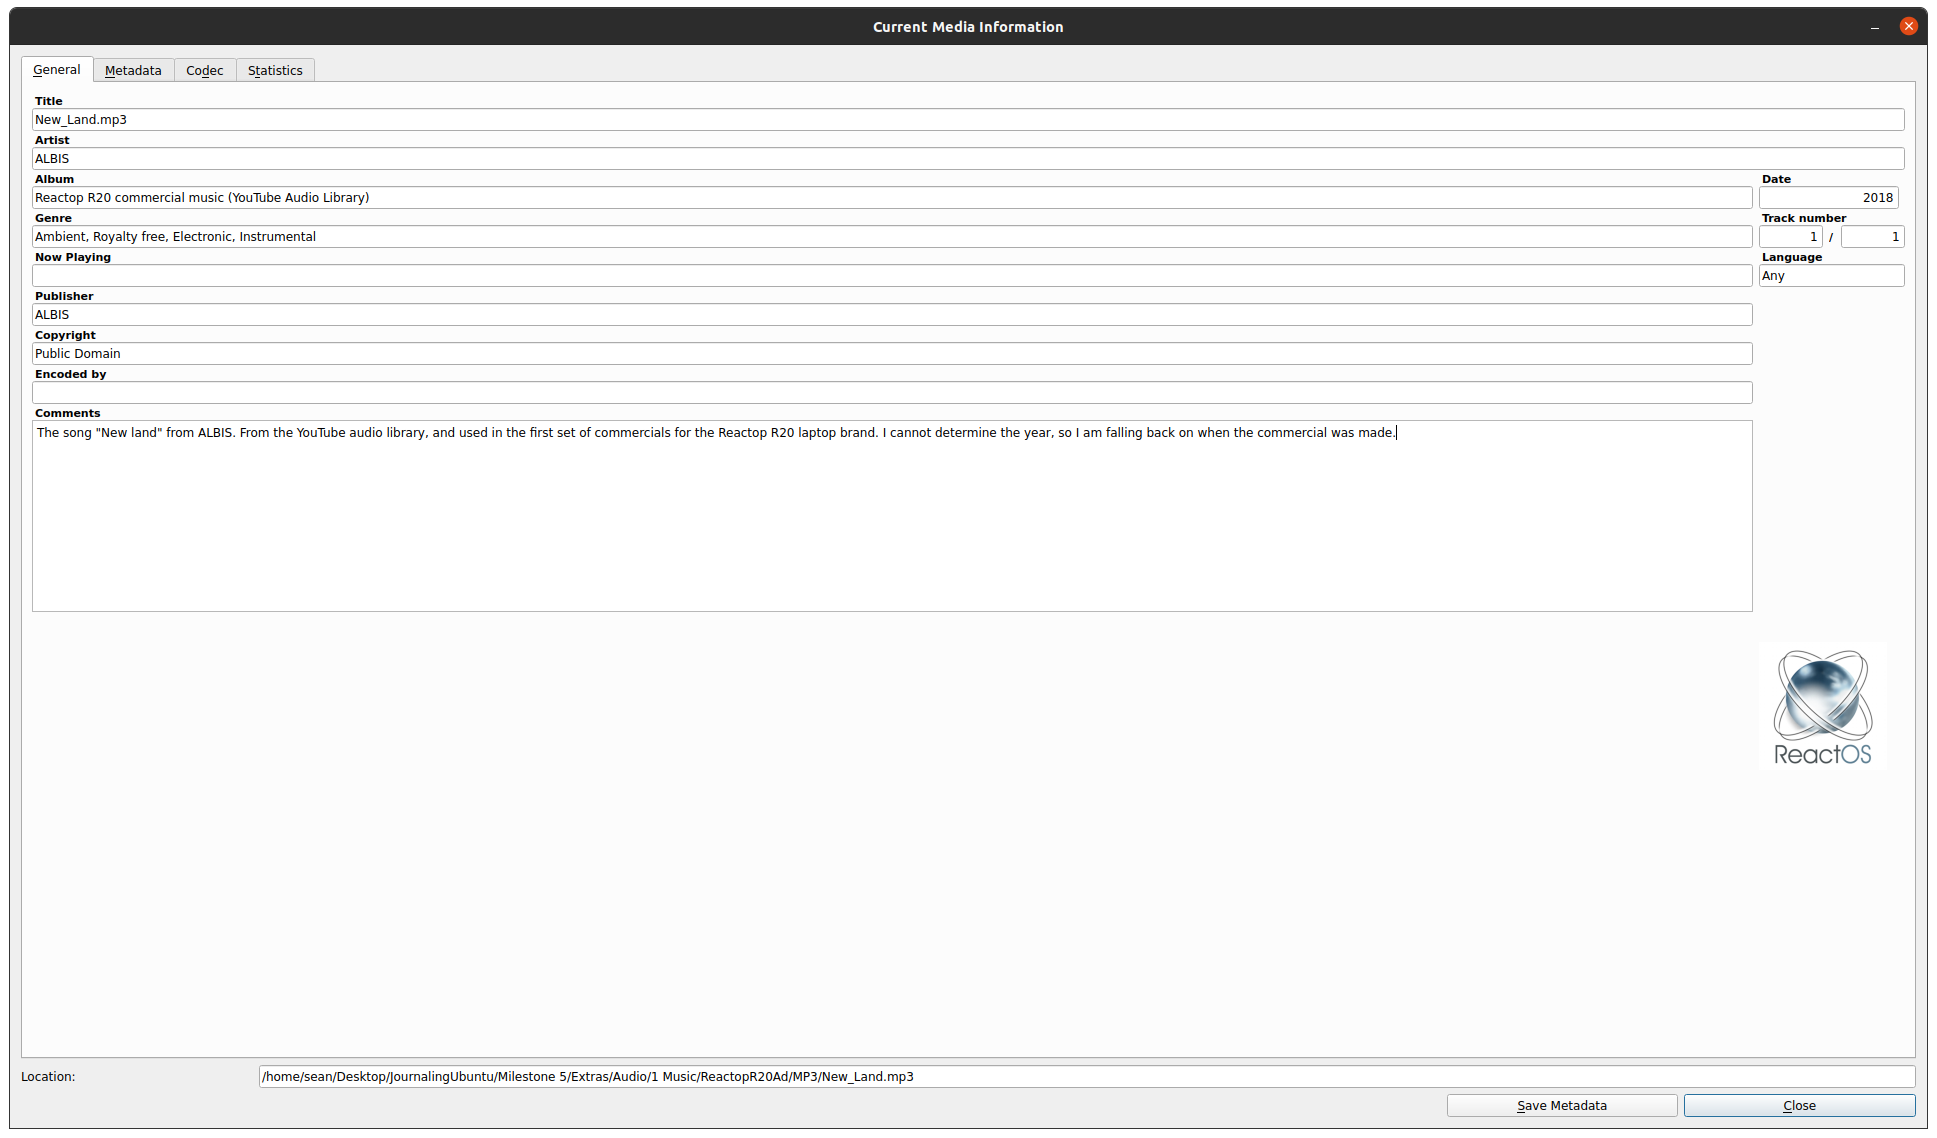 Current Media Information
General Metadata Codec Statistics
Title
New_Land.mp3
Artist
ALBIS
Album Date
Reactop R20 commercial music (YouTube Audio Library) 2018
Genre Track number
Ambient, Royalty free, Electronic, Instrumental 1 / 1
Now Playing Language
Any
Publisher
ALBIS
Copyright
Public Domain
Encoded by
Comments
The song "New land" from ALBIS. From the YouTube audio library, and used in the first set of commercials for the Reactop R20 laptop brand. I cannot determine the year, so I am falling back on when the commercial was made.
ReactOS
Location: /home/sean/Desktop/JournalingUbuntu/Milestone 5/Extras/Audio/1 Music/ReactopR20Ad/MP3/New_Land.mp3
Save Metadata Close